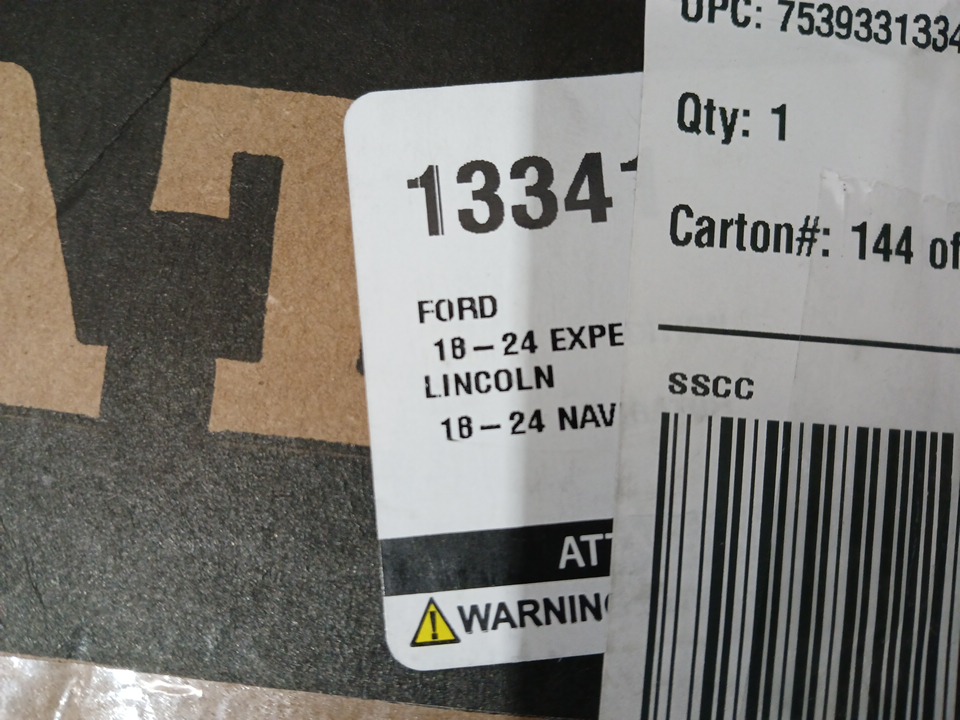 UPC: 7539331334
Qty: 1
Carton#: 144 of
SSCC
1334
FORD
18-24 EXPE
LINCOLN
18-24 NAV
ATT
WARNING